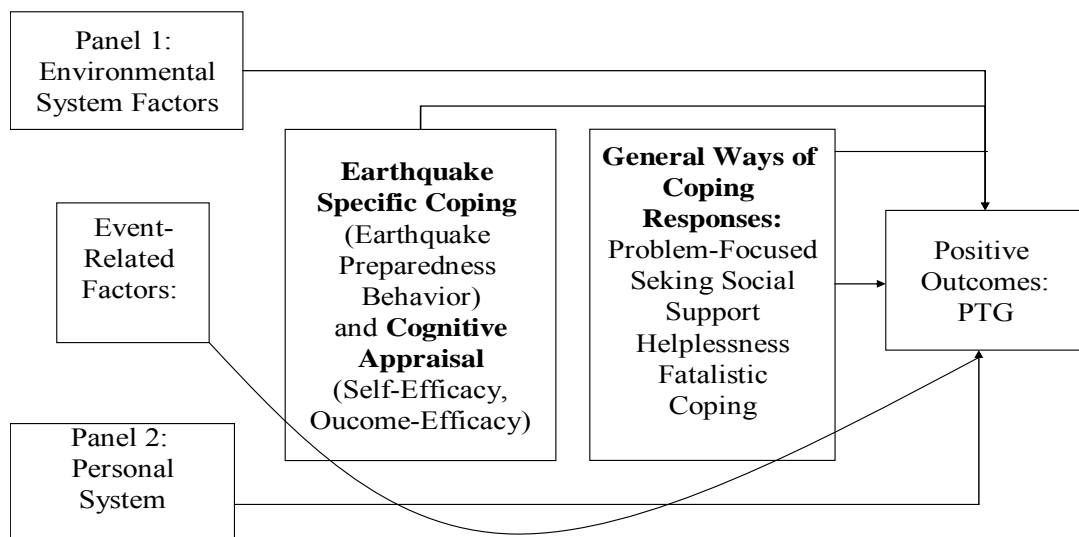 Panel 1:
Environmental
System Factors
Event-
Related
Factors:
Panel 2:
Personal
System
Earthquake
Specific Coping
(Earthquake
Preparedness
Behavior)
and Cognitive
Appraisal
(Self-Efficacy,
Oucome-Efficacy)
General Ways of
Coping
Responses:
Problem-Focused
Seking Social
Support
Helplessness
Fatalistic
Coping
Positive
Outcomes:
PTG